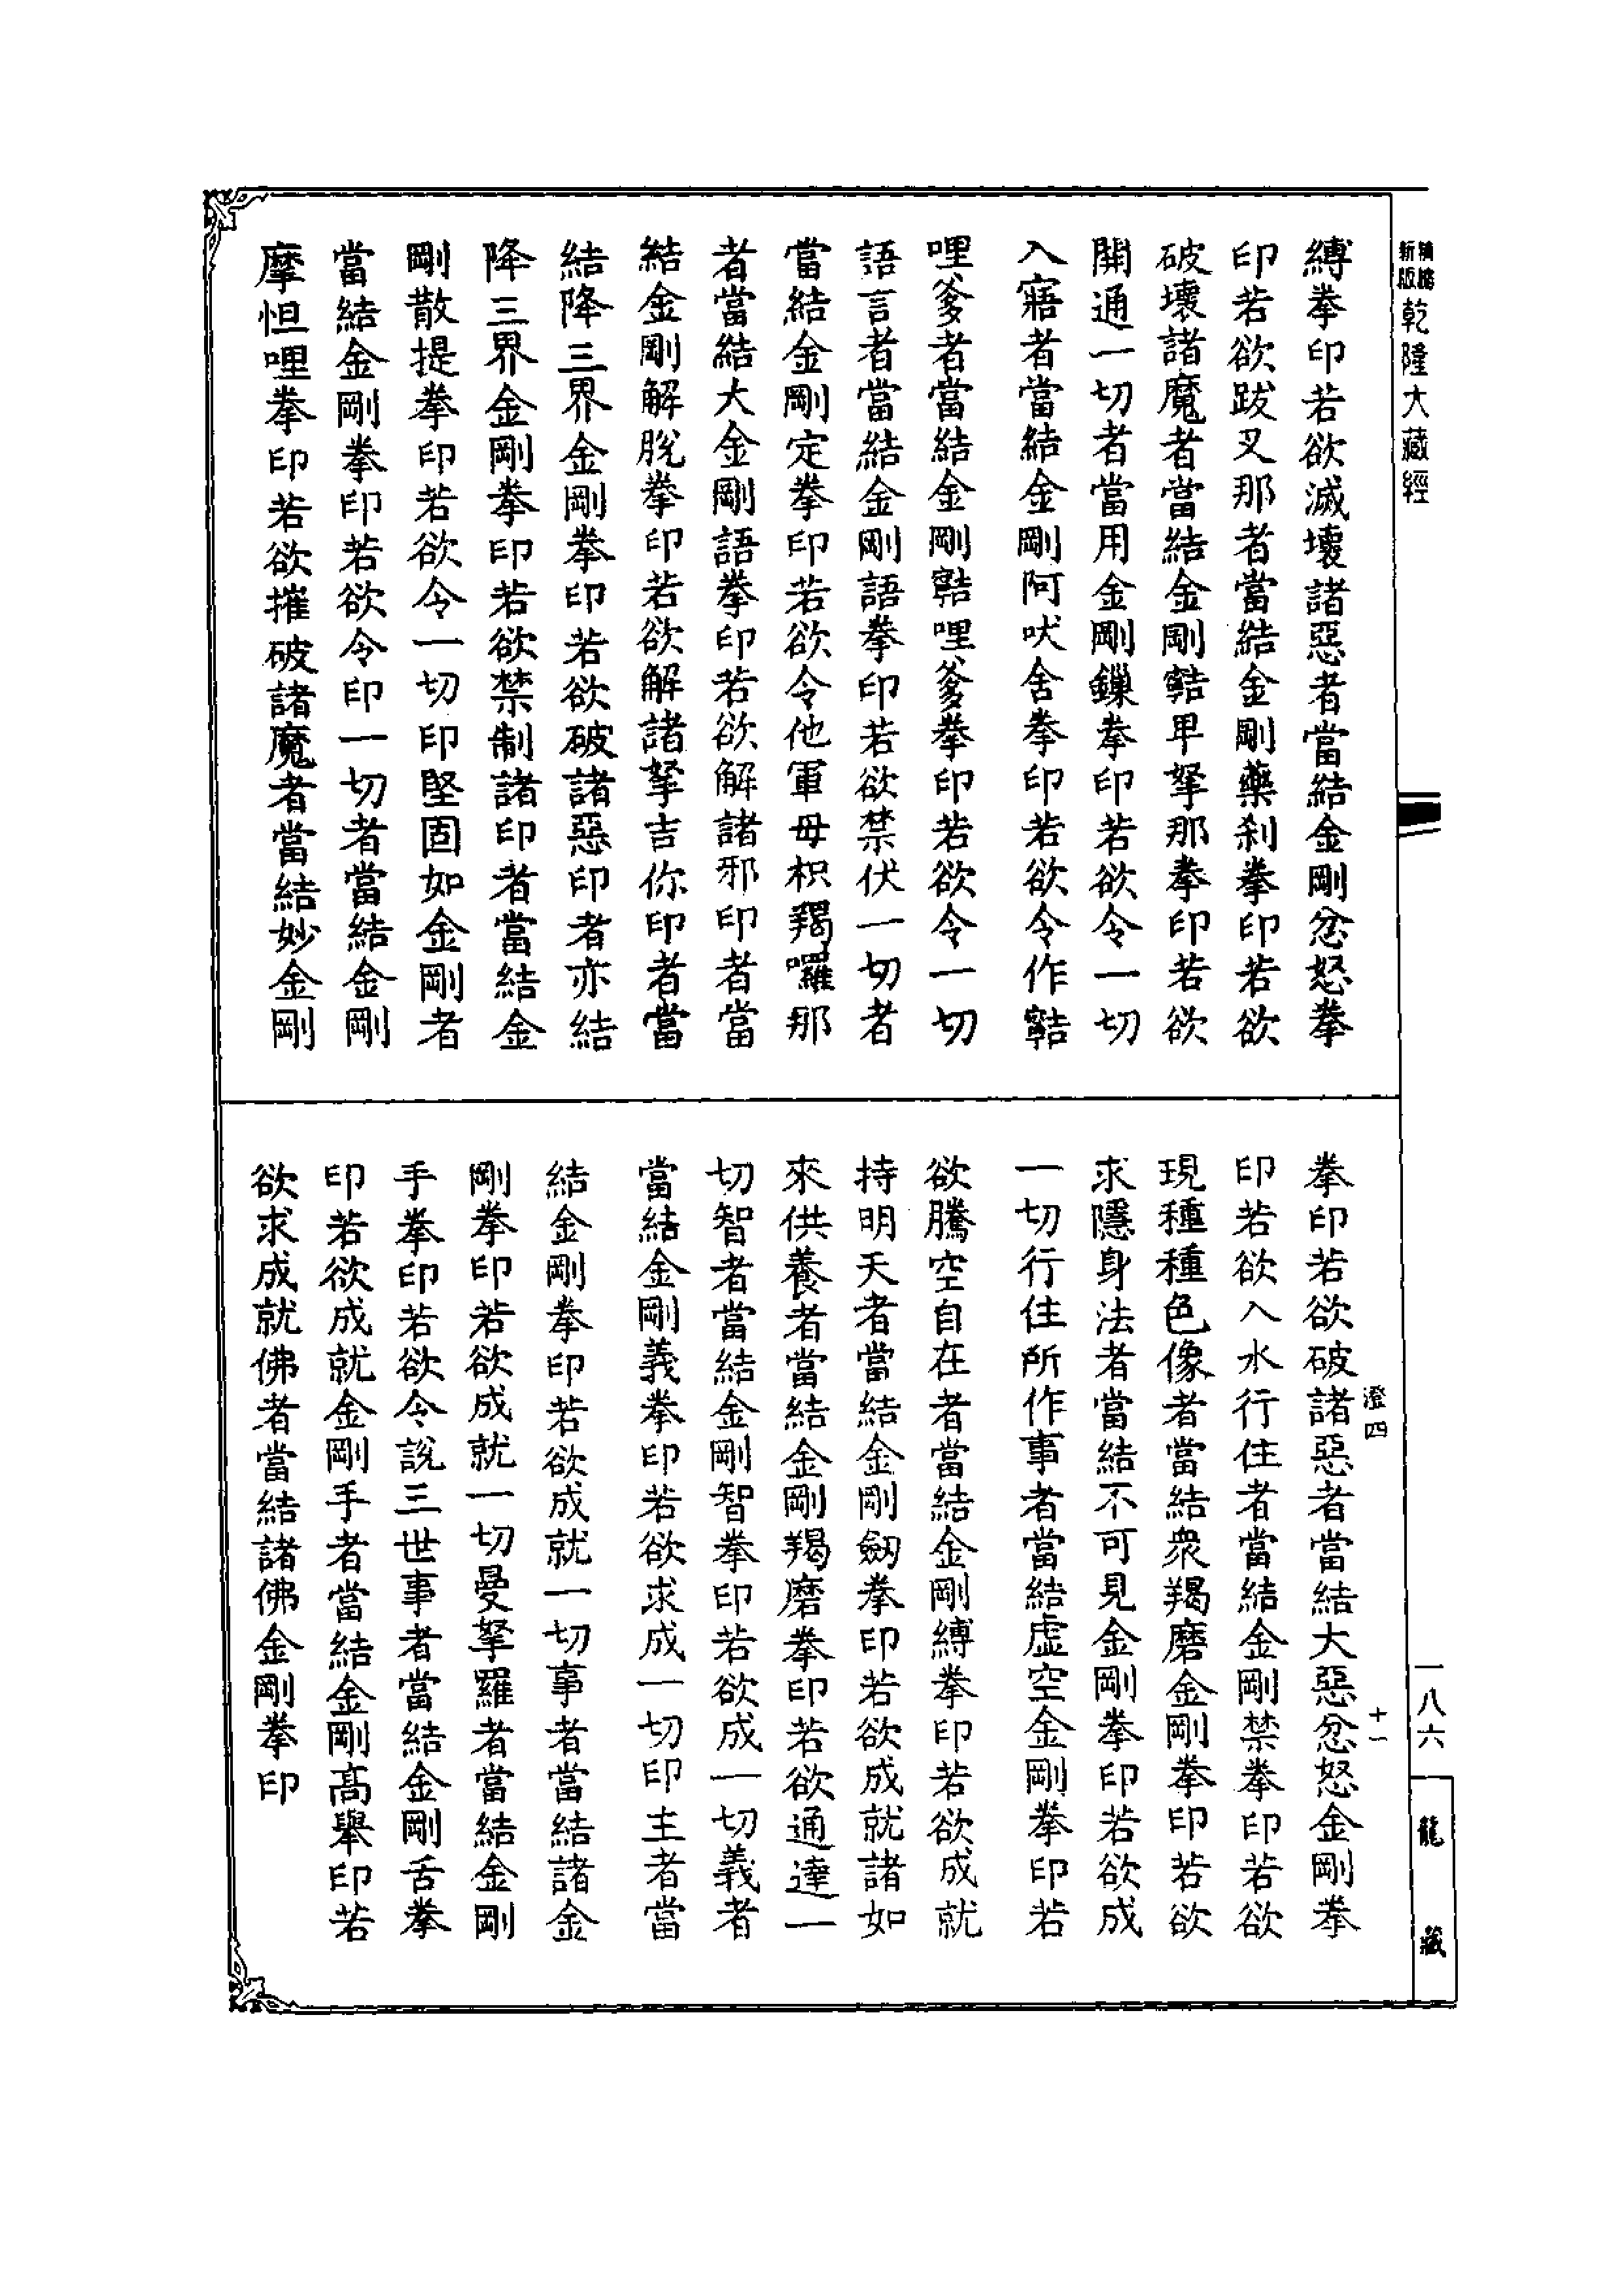 新版
乾隆大藏經
縛拳印若欲滅壞諸惡者當結金剛忿怒拳
印若欲跋叉那者當結金剛藥刹拳印若欲
破壞諸魔者當結金剛𩐬卑拏那拳印若欲
開通一切者當用金剛鏁拳印若欲令一切
入寤者當結金剛阿吠舍拳印若欲令作𩐬
哩爹者當結金剛𩐬哩爹拳印若欲令一切
語言者當結金剛語拳印若欲禁伏一切者
當結金剛定拳印若欲令他軍毋枳羯囉那
者當結大金剛語拳印若欲解諸邪印者當
結金剛解脫拳印若欲解諸拏吉你印者當
結降三界金剛拳印若欲破諸惡印者亦結
降三界金剛拳印若欲禁制諸印者當結金
剛散提拳印若欲令一切印堅固如金剛者
當結金剛拳印若欲令印一切者當結金剛
摩怛哩拳印若欲摧破諸魔者當結妙金剛
澄四
十一
拳印若欲破諸惡者當結大惡忿怒金剛拳
印若欲入水行住者當結金剛禁拳印若欲
現種種色像者當結衆羯磨金剛拳印若欲
求隱身法者當結不可見金剛拳印若欲成
一切行住所作事者當結虛空金剛拳印若
欲騰空自在者當結金剛縛拳印若欲成就
持明天者當結金剛劒拳印若欲成就諸如
來供養者當結金剛羯磨拳印若欲通達一
切智者當結金剛智拳印若欲成一切義者
當結金剛義拳印若欲求成一切印主者當
結金剛拳印若欲成就一切事者當結諸金
剛拳印若欲成就一切曼拏羅者當結金剛
手拳印若欲令說三世事者當結金剛舌拳
印若欲成就金剛手者當結金剛高舉印若
欲求成就佛者當結諸佛金剛拳印
一八六
龍藏